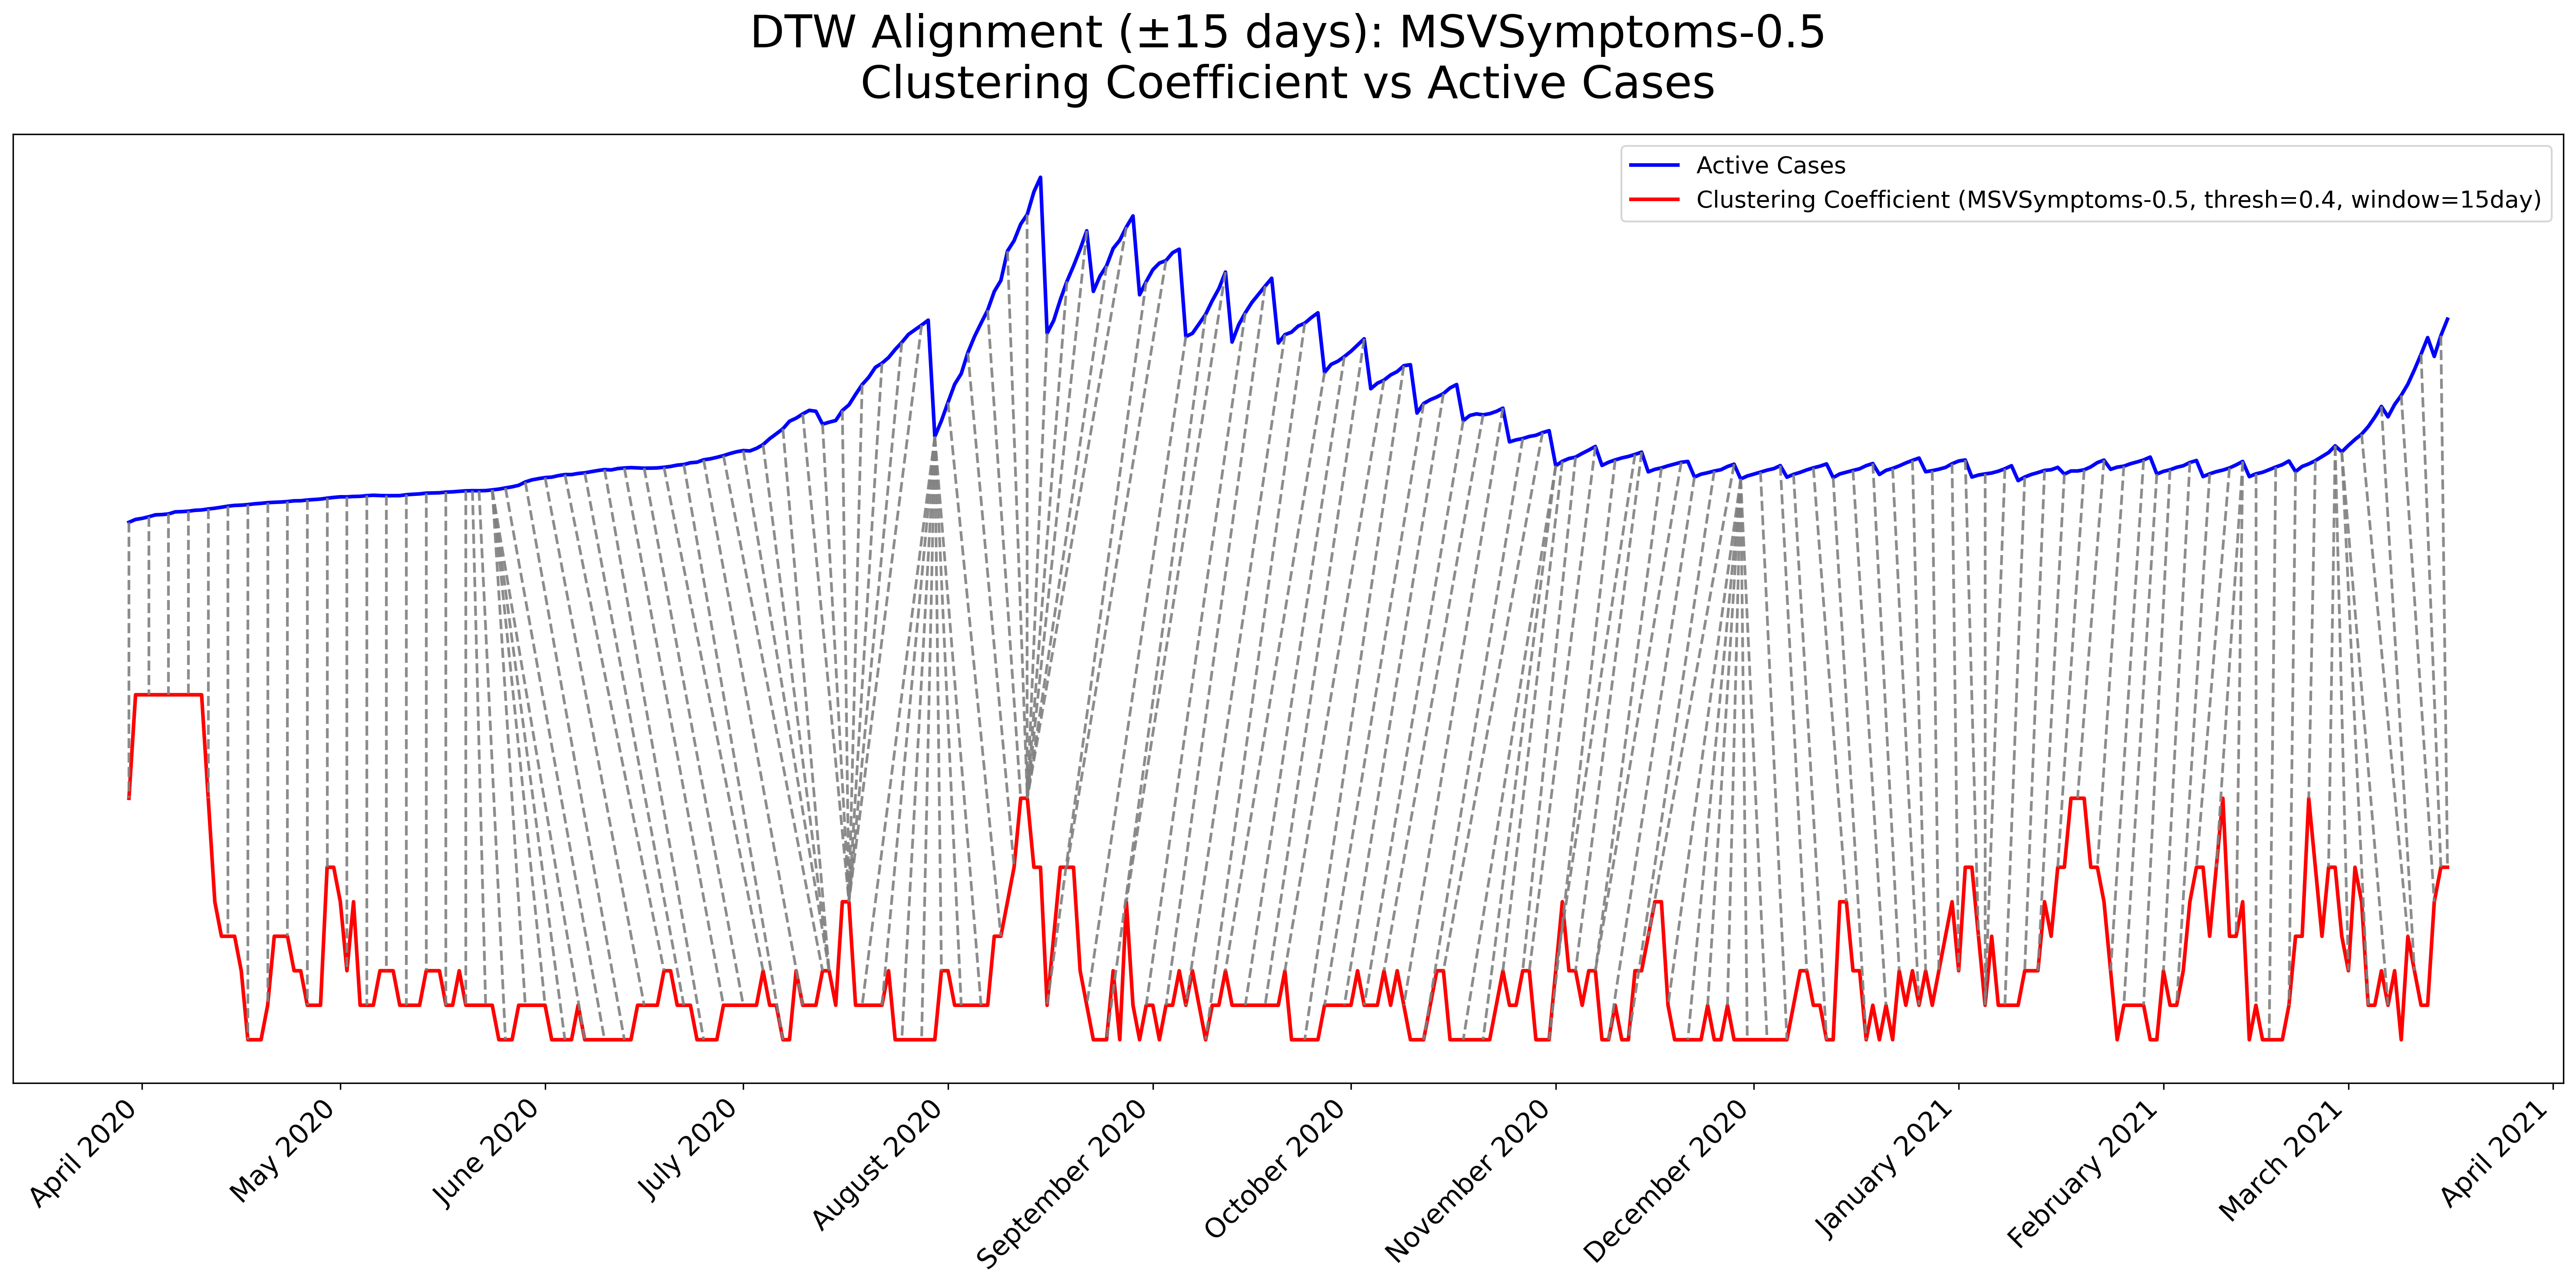 DTW Alignment (±15 days): MSVSymptoms-0.5
Clustering Coefficient vs Active Cases
Active Cases
Clustering Coefficient (MSVSymptoms-0.5, thresh=0.4, window=15day)
April 2020
May 2020
June 2020
July 2020
August 2020
September 2020
October 2020
November 2020
December 2020
January 2021
February 2021
March 2021
April 2021